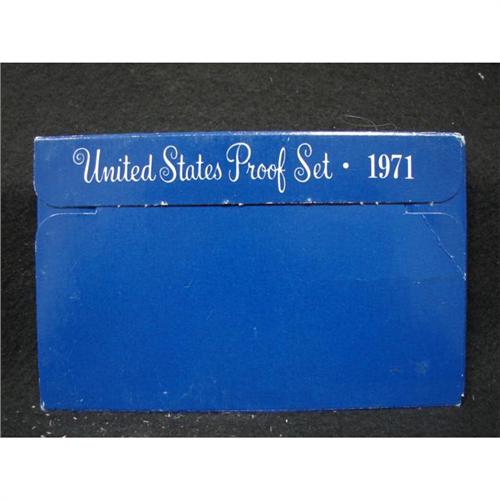 United States Proof Set · 1971